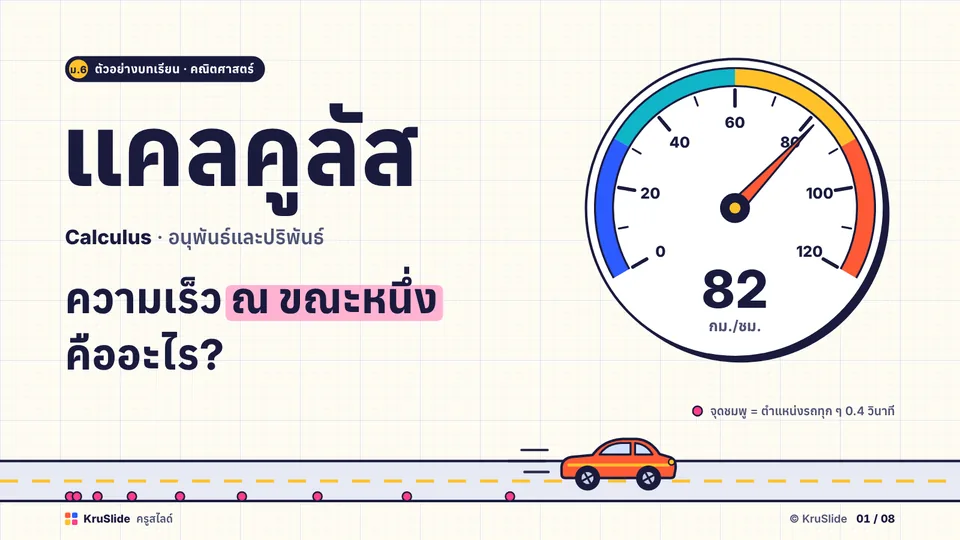 ม.6 ตัวอย่างบทเรียน · คณิตศาสตร์
แคลคูลัส
Calculus · อนุพันธ์และปริพันธ์
ความเร็ว ณ ขณะหนึ่ง
คืออะไร?
0
20
40
60
80
100
120
82
กม./ชม.
จุดชมพู = ตำแหน่งรถทุก ๆ 0.4 วินาที
KruSlide ครูสไลด์
© KruSlide 01 / 08